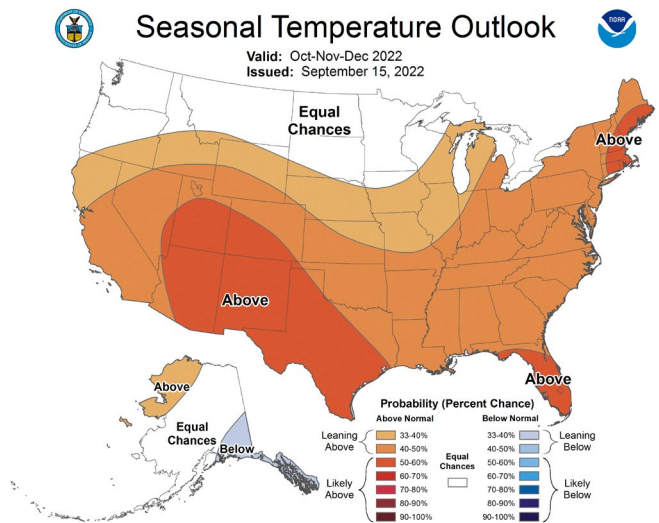 Seasonal Temperature Outlook
NOAA
Valid: Oct-Nov-Dec 2022
Issued: September 15, 2022
Equal
Chances
Above
Above
Above
Above
Equal
Chances
Below
Probability (Percent Chance)
Above Normal
Below Normal
Leaning
Above
33-40%
40-50%
Likely
Above
50-60%
60-70%
70-80%
80-90%
90-100%
Equal
Chances
33-40%
40-50%
Leaning
Below
50-60%
60-70%
70-80%
80-90%
90-100%
Likely
Below